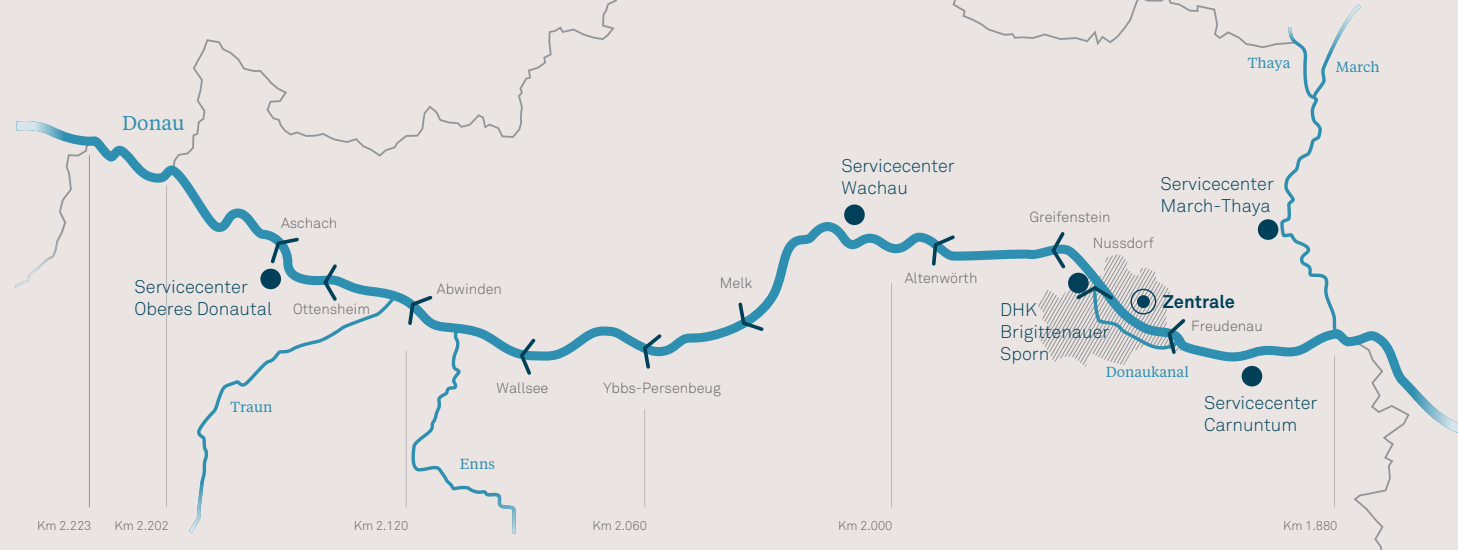 Thaya
March
Donau
Servicecenter
Wachau
Servicecenter
March-Thaya
Aschach
Greifenstein
Nussdorf
Servicecenter
Oberes Donautal
Ottensheim
Abwinden
Melk
Altenwörth
DHK
Brigittenauer
Sporn
Zentrale
Freudenau
Donaukanal
Wallsee
Ybbs-Persenbeug
Servicecenter
Carnuntum
Traun
Enns
Km 2.223
Km 2.202
Km 2.120
Km 2.060
Km 2.000
Km 1.880